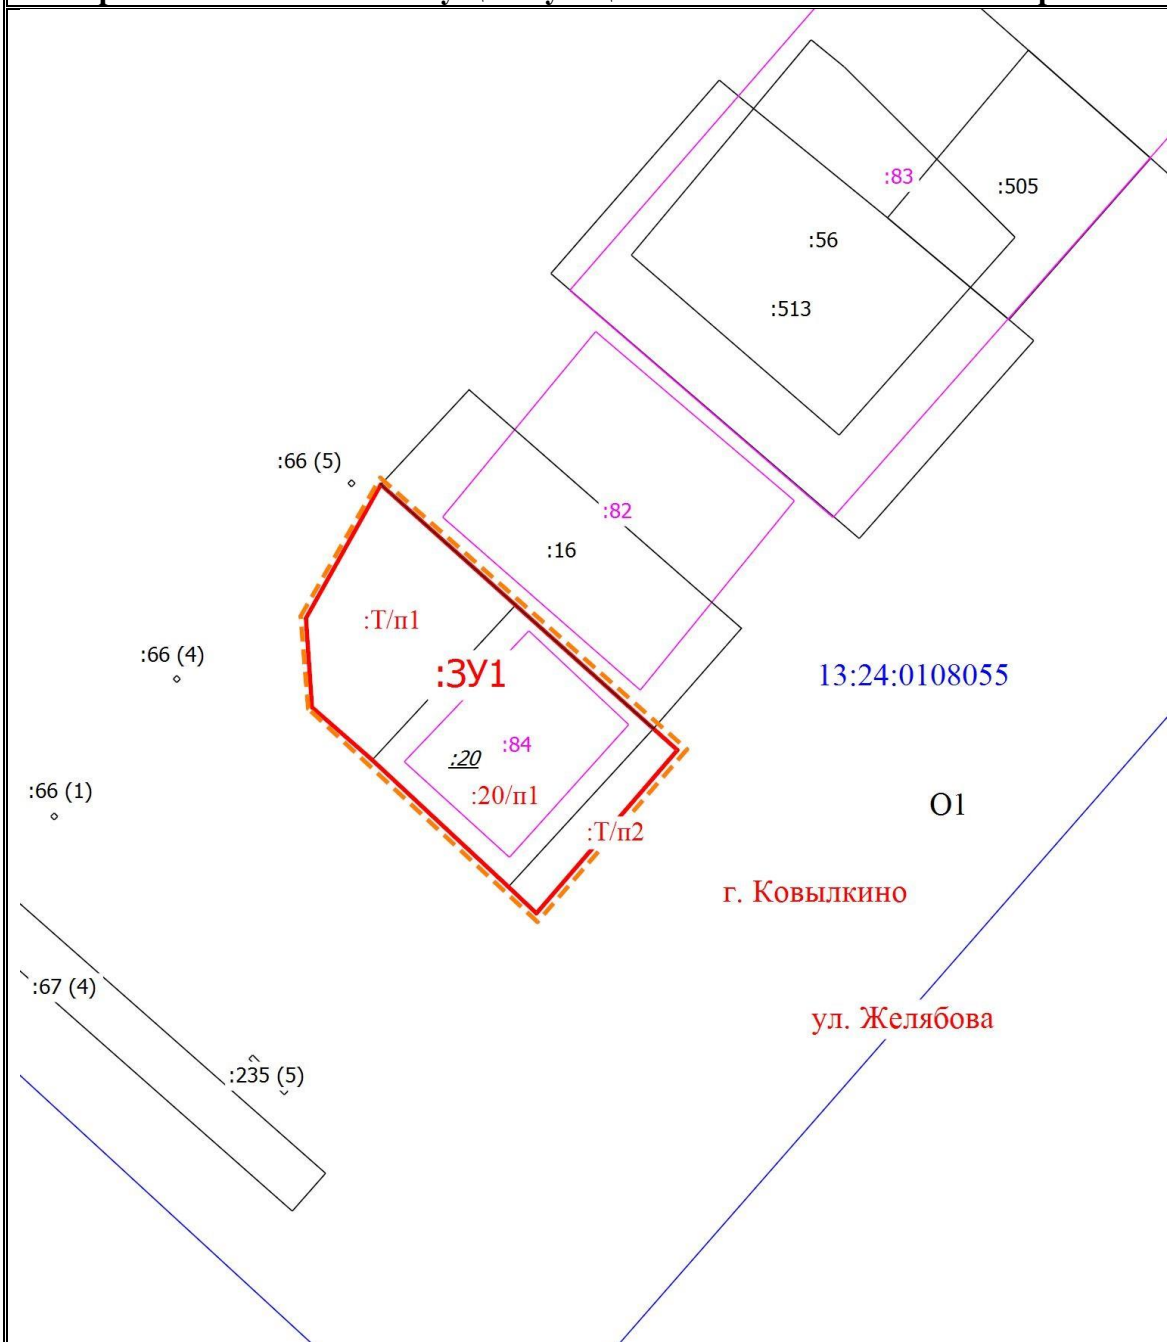 :83
:505
:56
:513
:66 (5)
:82
:16
:Т/п1
:66 (4)
:ЗУ1
13:24:0108055
:84
:20
:66 (1)
:20/п1
О1
:Т/п2
г. Ковылкино
:67 (4)
ул. Желябова
:235 (5)